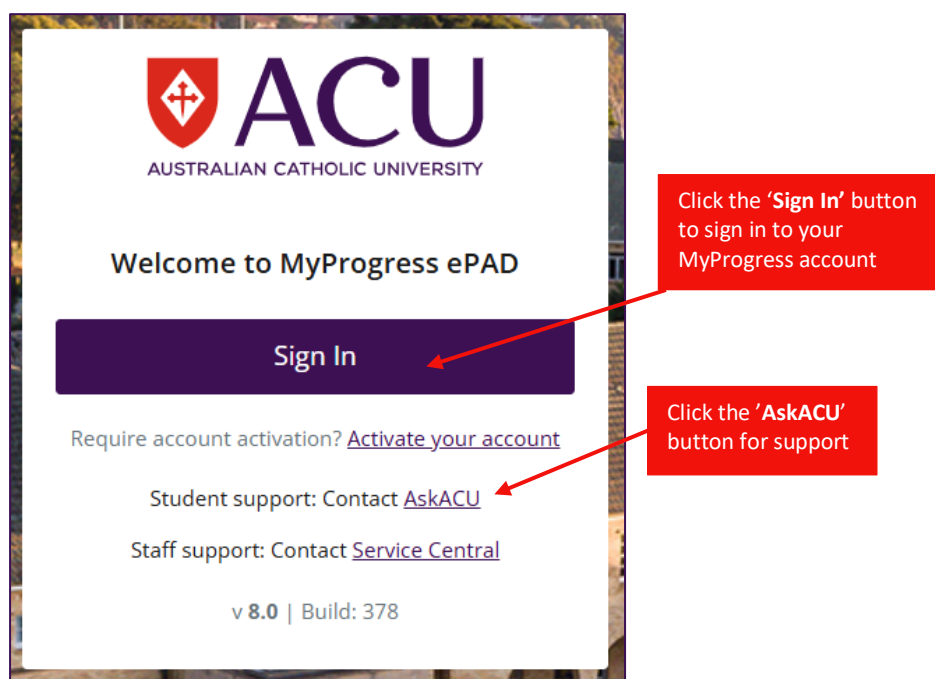 ACU
AUSTRALIAN CATHOLIC UNIVERSITY
Welcome to MyProgress ePAD
Sign In
Require account activation? Activate your account
Student support: Contact AskACU
Staff support: Contact Service Central
v 8.0 | Build: 378
Click the ‘Sign In’ button
to sign in to your
MyProgress account
Click the ’AskACU’
button for support